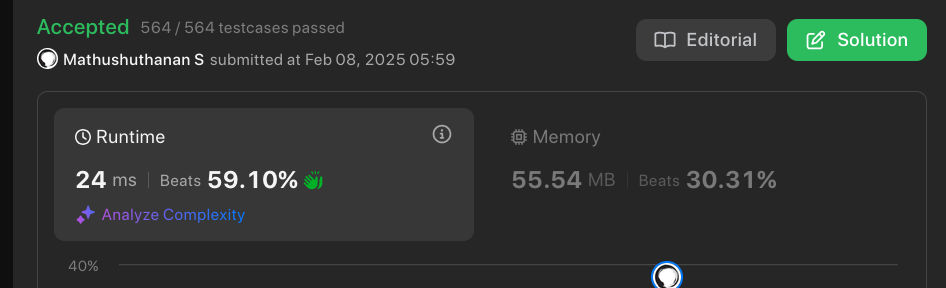 Accepted 564 / 564 testcases passed
Mathushuthanan S submitted at Feb 08, 2025 05:59
Editorial
Solution
Runtime
24 ms | Beats 59.10%
Analyze Complexity
Memory
55.54 MB | Beats 30.31%
40%